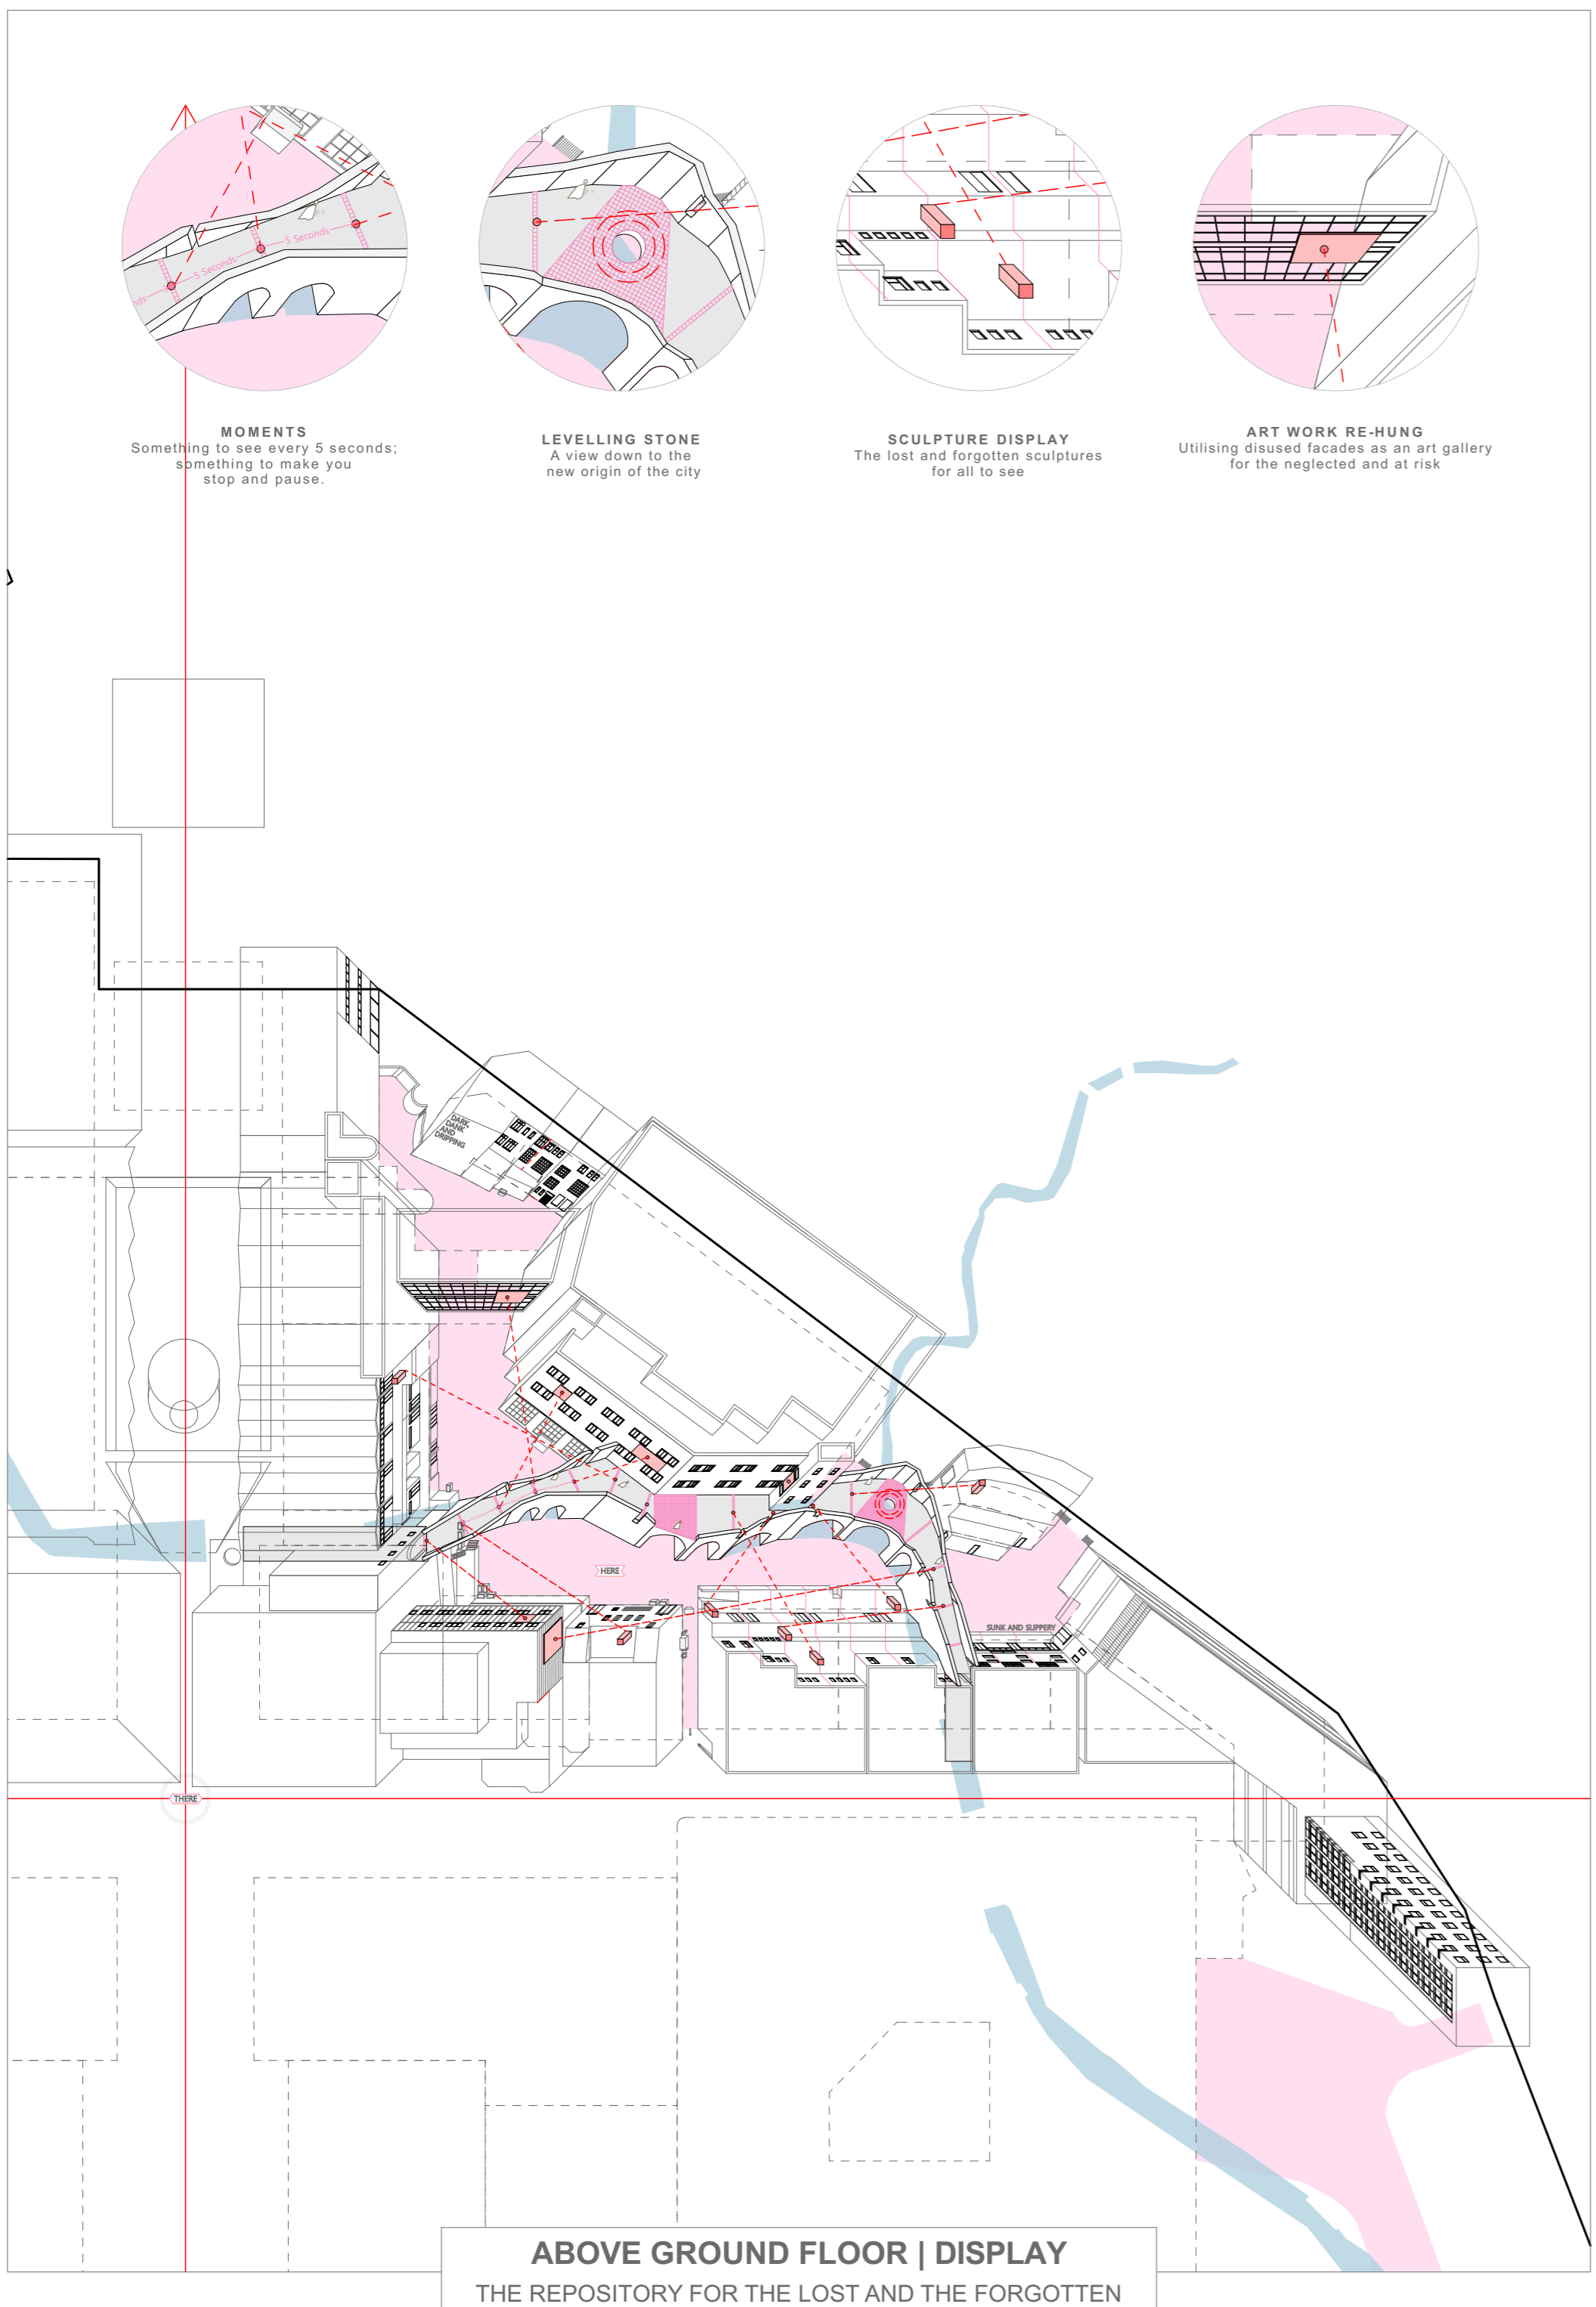 5 Seconds
5 Seconds
nds
MOMENTS
Something to see every 5 seconds;
something to make you
stop and pause.
LEVELLING STONE
A view down to the
new origin of the city
SCULPTURE DISPLAY
The lost and forgotten sculptures
for all to see
ART WORK RE-HUNG
Utilising disused facades as an art gallery
for the neglected and at risk
DARK,
DANK
AND
DRIPPING
HERE
SUNK AND SLIPPERY
THERE
ABOVE GROUND FLOOR | DISPLAY
THE REPOSITORY FOR THE LOST AND THE FORGOTTEN